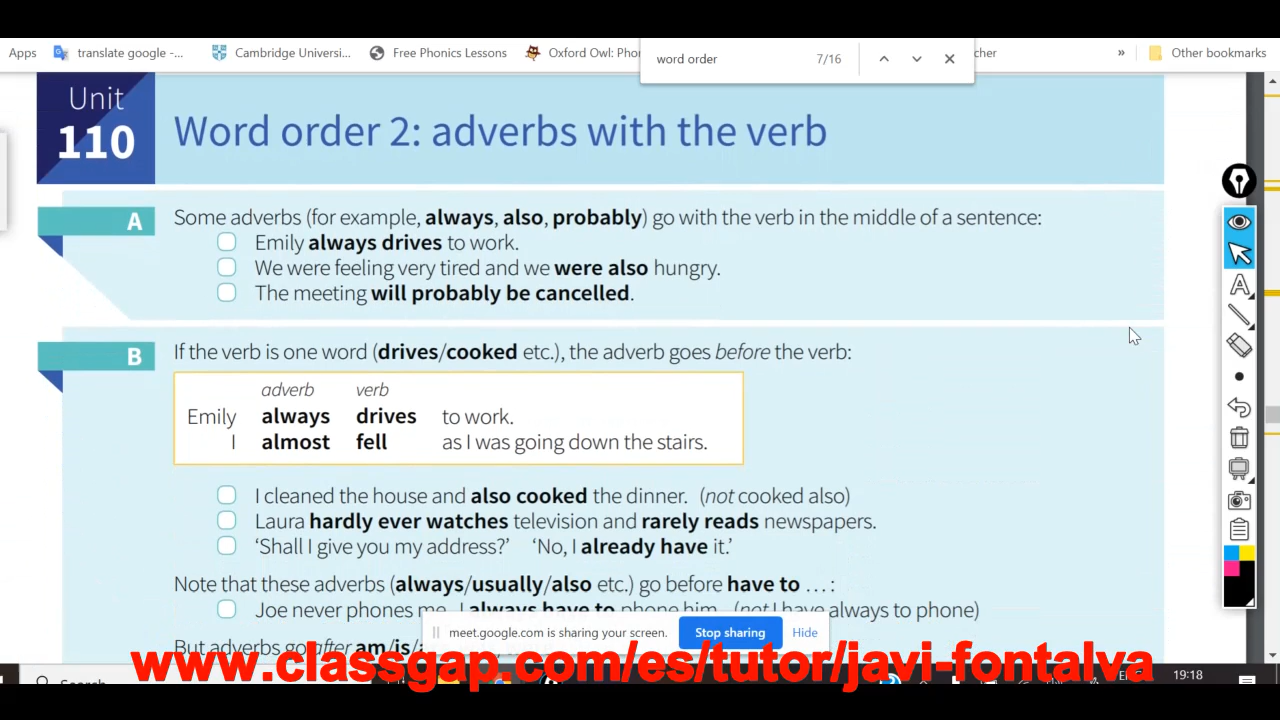 Apps translate google -... Cambridge Universi... Free Phonics Lessons Oxford Owl: Pho cher » Other bookmarks
word order 7/16
Unit
110
Word order 2: adverbs with the verb
A
Some adverbs (for example, always, also, probably) go with the verb in the middle of a sentence:
Emily always drives to work.
We were feeling very tired and we were also hungry.
The meeting will probably be cancelled.
B
If the verb is one word (drives/cooked etc.), the adverb goes before the verb:
adverb verb
Emily always drives to work.
I almost fell as I was going down the stairs.
I cleaned the house and also cooked the dinner. (not cooked also)
Laura hardly ever watches television and rarely reads newspapers.
‘Shall I give you my address?’ ‘No, I already have it.’
Note that these adverbs (always/usually/also etc.) go before have to …:
Joe never phones me. I always have to phone him. (not I have always to phone)
meet.google.com is sharing your screen. Stop sharing Hide
But adverbs go after am/is/
www.classgap.com/es/tutor/javi-fontalva
Search 19:18